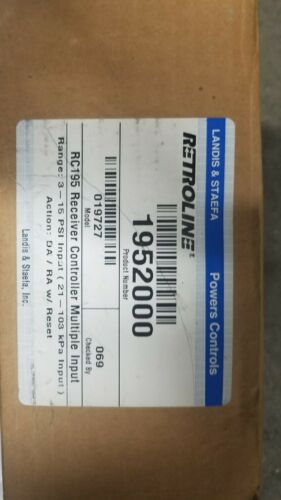 LANDIS & STAEFA
Powers Controls
RETROLINE
1952000
Product Number
019727
Model
069
Checked By
RC195 Receiver Controller Multiple Input
Range: 3-15 PSI Input (21-103 kPa Input)
Action: DA / RA w/ Reset
Landis & Staefa, Inc.